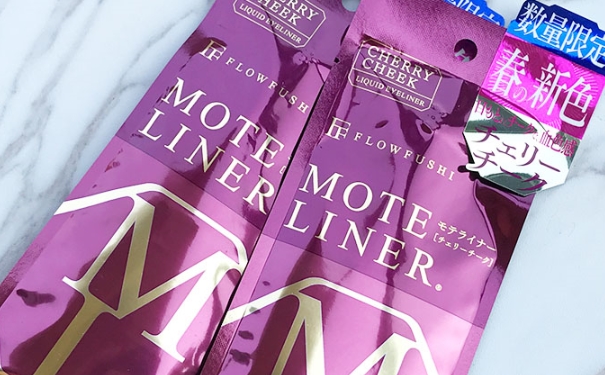 CHERRY
CHEEK
LIQUID EYELINER
FLOWFUSHI
MOTE
LINER
M
CHERRY
CHEEK
LIQUID EYELINER
FLOWFUSHI
MOTE
LINER®
モテライナー
[チェリーチーク]
M
数量限定
春の新色
チェリー
チーク